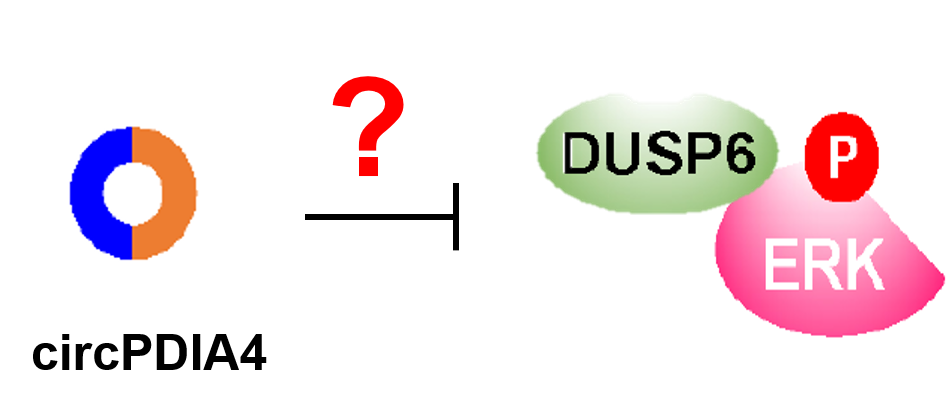 ?
DUSP6
P
ERK
circPDIA4